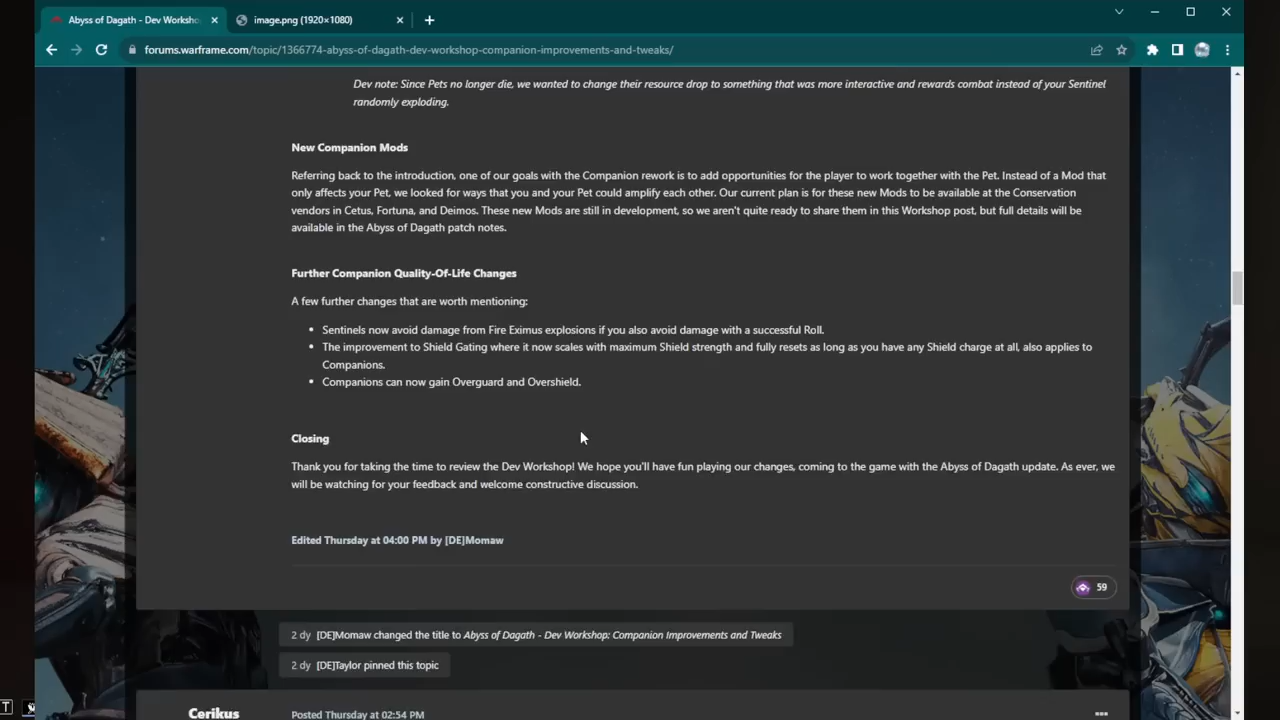 Abyss of Dagath - Dev Worksho
image.png (1920×1080)
forums.warframe.com/topic/1366774-abyss-of-dagath-dev-workshop-companion-improvements-and-tweaks/
Dev note: Since Pets no longer die, we wanted to change their resource drop to something that was more interactive and rewards combat instead of your Sentinel
randomly exploding.
New Companion Mods
Referring back to the introduction, one of our goals with the Companion rework is to add opportunities for the player to work together with the Pet. Instead of a Mod that
only affects your Pet, we looked for ways that you and your Pet could amplify each other. Our current plan is for these new Mods to be available at the Conservation
vendors in Cetus, Fortuna, and Deimos. These new Mods are still in development, so we aren't quite ready to share them in this Workshop post, but full details will be
available in the Abyss of Dagath patch notes.
Further Companion Quality-Of-Life Changes
A few further changes that are worth mentioning:
• Sentinels now avoid damage from Fire Eximus explosions if you also avoid damage with a successful Roll.
• The improvement to Shield Gating where it now scales with maximum Shield strength and fully resets as long as you have any Shield charge at all, also applies to
Companions.
• Companions can now gain Overguard and Overshield.
Closing
Thank you for taking the time to review the Dev Workshop! We hope you'll have fun playing our changes, coming to the game with the Abyss of Dagath update. As ever, we
will be watching for your feedback and welcome constructive discussion.
Edited Thursday at 04:00 PM by [DE]Momaw
59
2 dy [DE]Momaw changed the title to Abyss of Dagath - Dev Workshop: Companion Improvements and Tweaks
2 dy [DE]Taylor pinned this topic
Cerikus
Posted Thursday at 02:54 PM
T